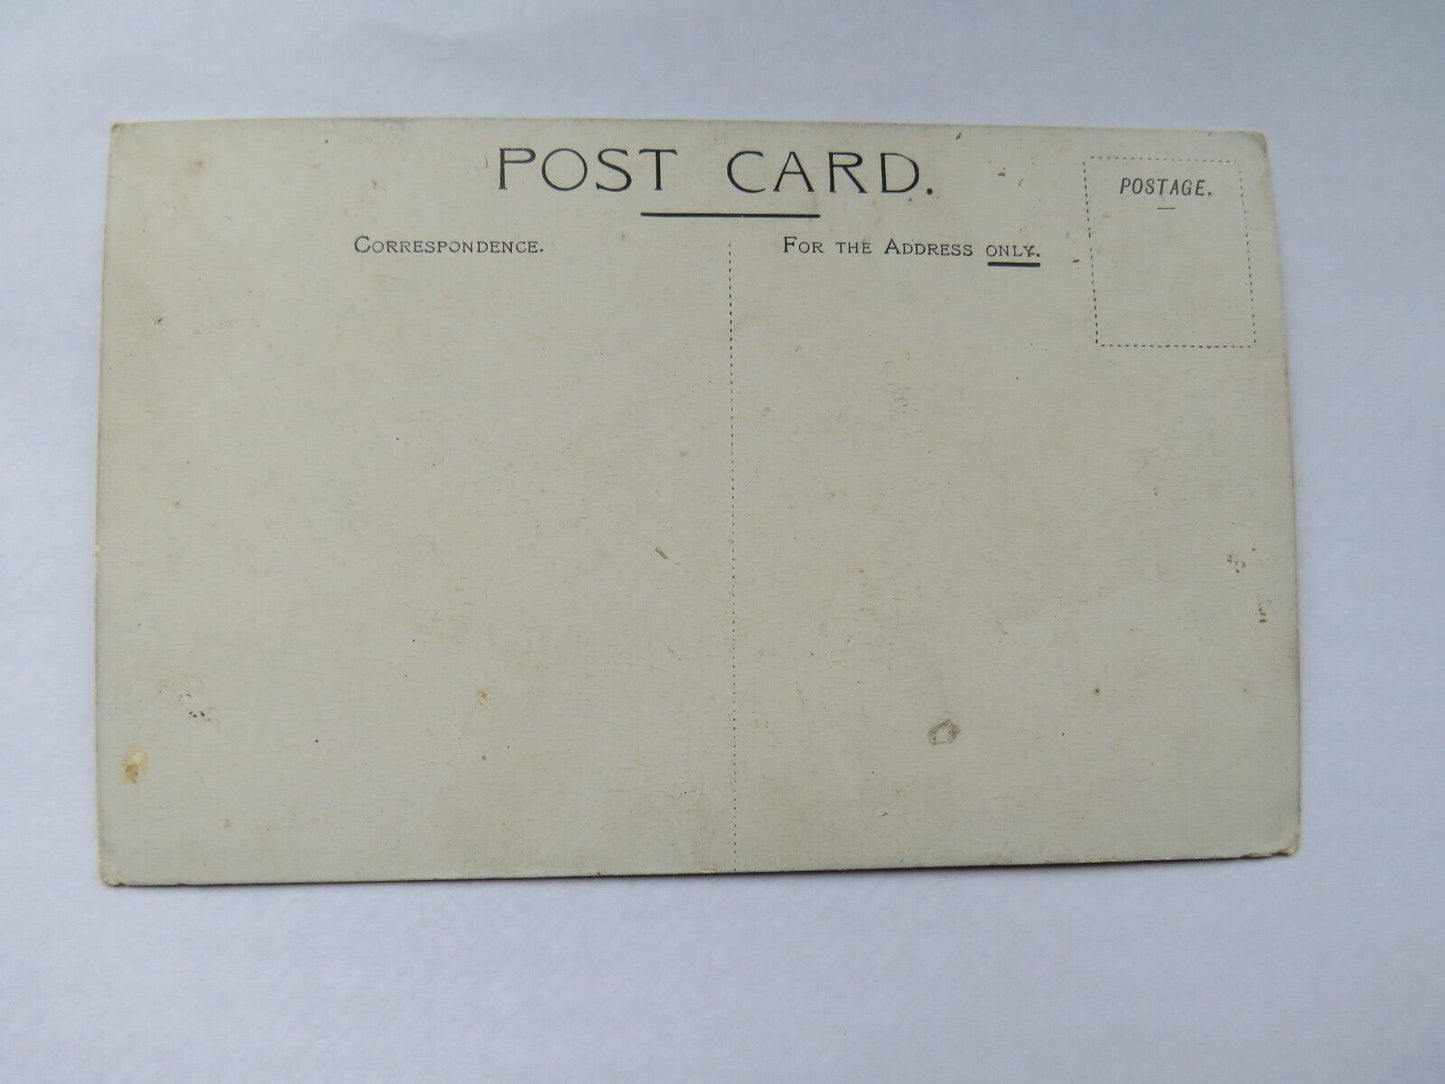 POST CARD.
POSTAGE.
CORRESPONDENCE.
FOR THE ADDRESS ONLY.